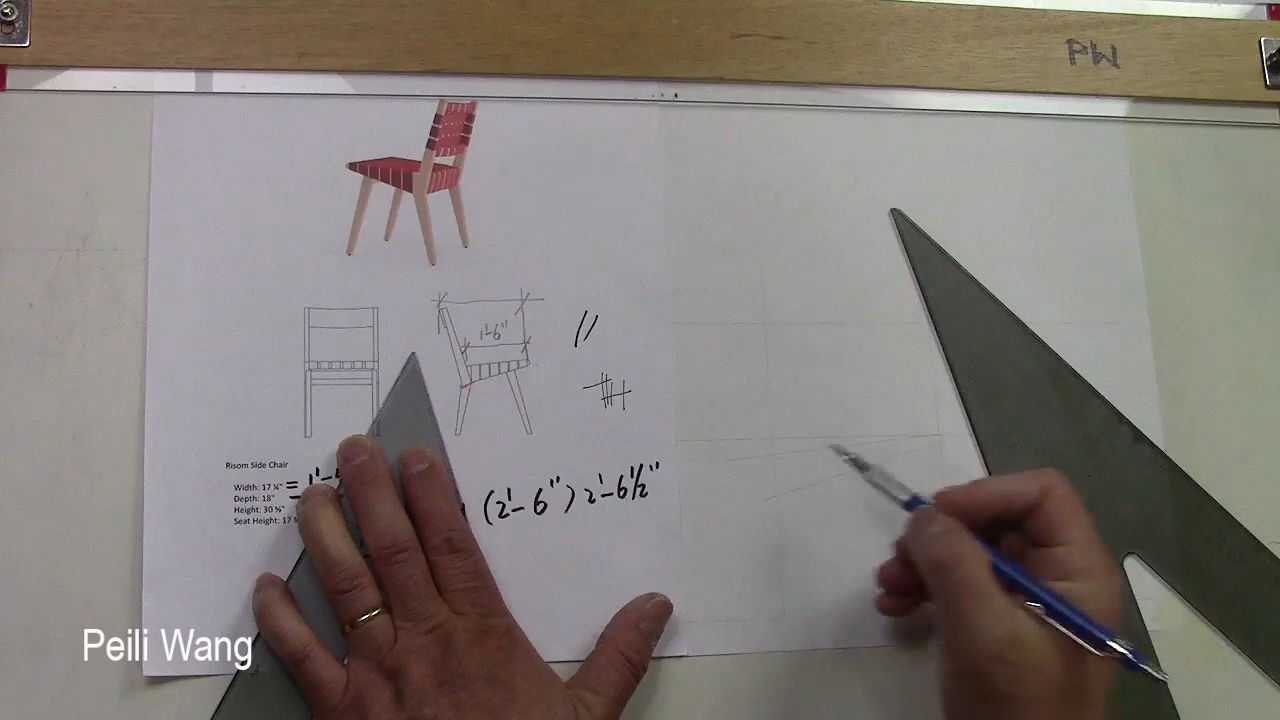 PW
1'-6"
Risom Side Chair
Width: 17 ¼" =
Depth: 18"
Height: 30 ⅜"
Seat Height: 17
(2'-6") 2'-6½"
Peili Wang